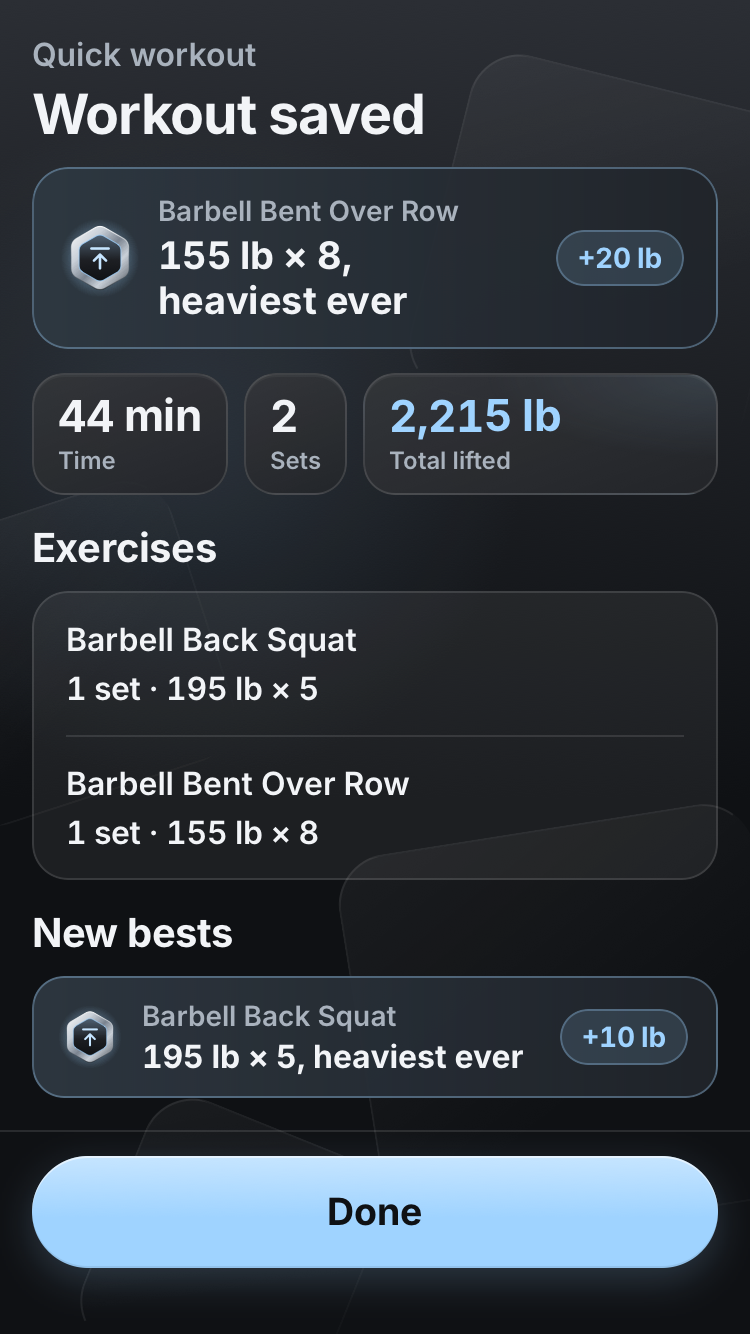 Quick workout
Workout saved
Barbell Bent Over Row
155 lb × 8,
heaviest ever
+20 lb
44 min
Time
2
Sets
2,215 lb
Total lifted
Exercises
Barbell Back Squat
1 set · 195 lb × 5
Barbell Bent Over Row
1 set · 155 lb × 8
New bests
Barbell Back Squat
195 lb × 5, heaviest ever
+10 lb
Done